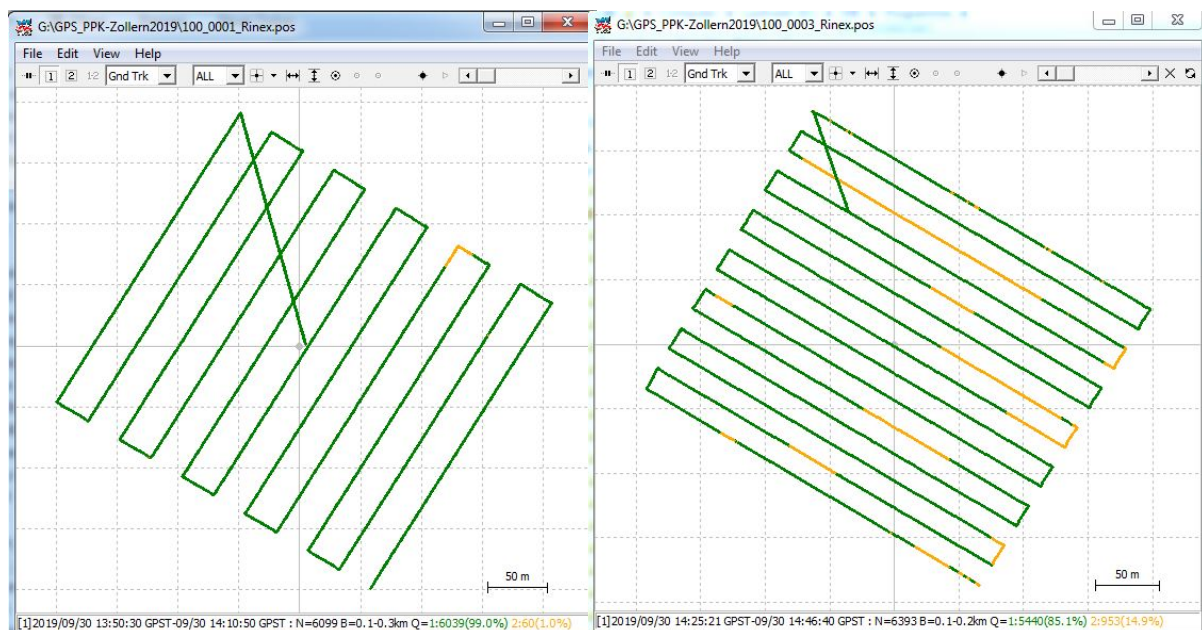 G:\GPS_PPK-Zollern2019\100_0001_Rinex.pos
File Edit View Help
1 2 1-2 Gnd Trk ALL
50 m
[1]2019/09/30 13:50:30 GPST-09/30 14:10:50 GPST : N=6099 B=0.1-0.3km Q=1:6039(99.0%) 2:60(1.0%)
G:\GPS_PPK-Zollern2019\100_0003_Rinex.pos
File Edit View Help
1 2 1-2 Gnd Trk ALL
50 m
[1]2019/09/30 14:25:21 GPST-09/30 14:46:40 GPST : N=6393 B=0.1-0.2km Q=1:5440(85.1%) 2:953(14.9%)